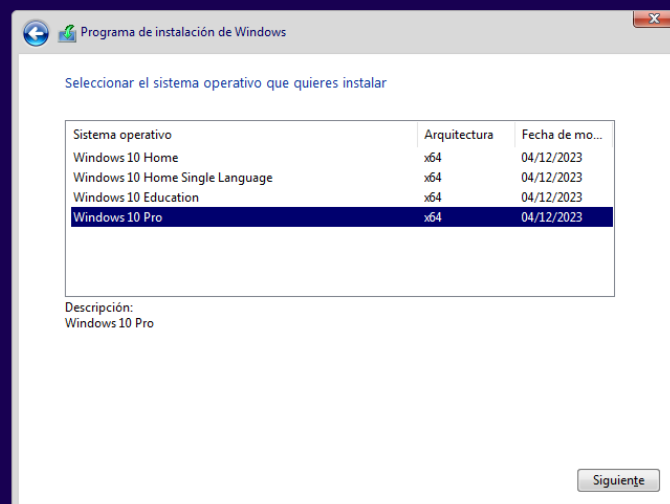 Programa de instalación de Windows
Seleccionar el sistema operativo que quieres instalar
Sistema operativo Arquitectura Fecha de mo...
Windows 10 Home x64 04/12/2023
Windows 10 Home Single Language x64 04/12/2023
Windows 10 Education x64 04/12/2023
Windows 10 Pro x64 04/12/2023
Descripción:
Windows 10 Pro
Siguiente